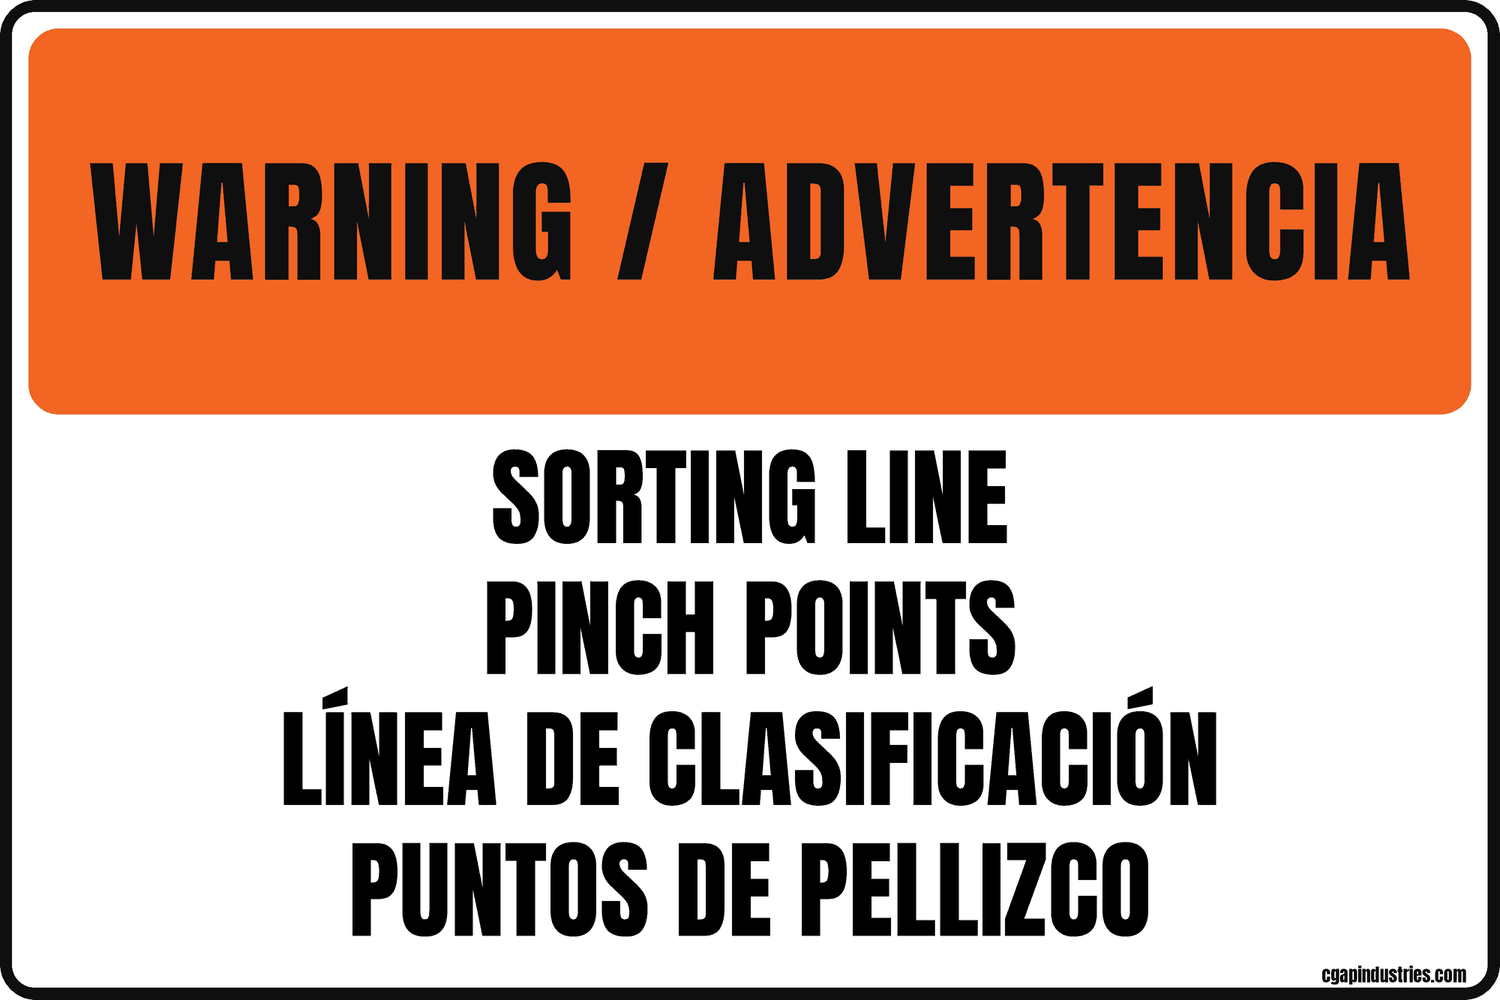 WARNING / ADVERTENCIA
SORTING LINE
PINCH POINTS
LÍNEA DE CLASIFICACIÓN
PUNTOS DE PELLIZCO
cgapindustries.com